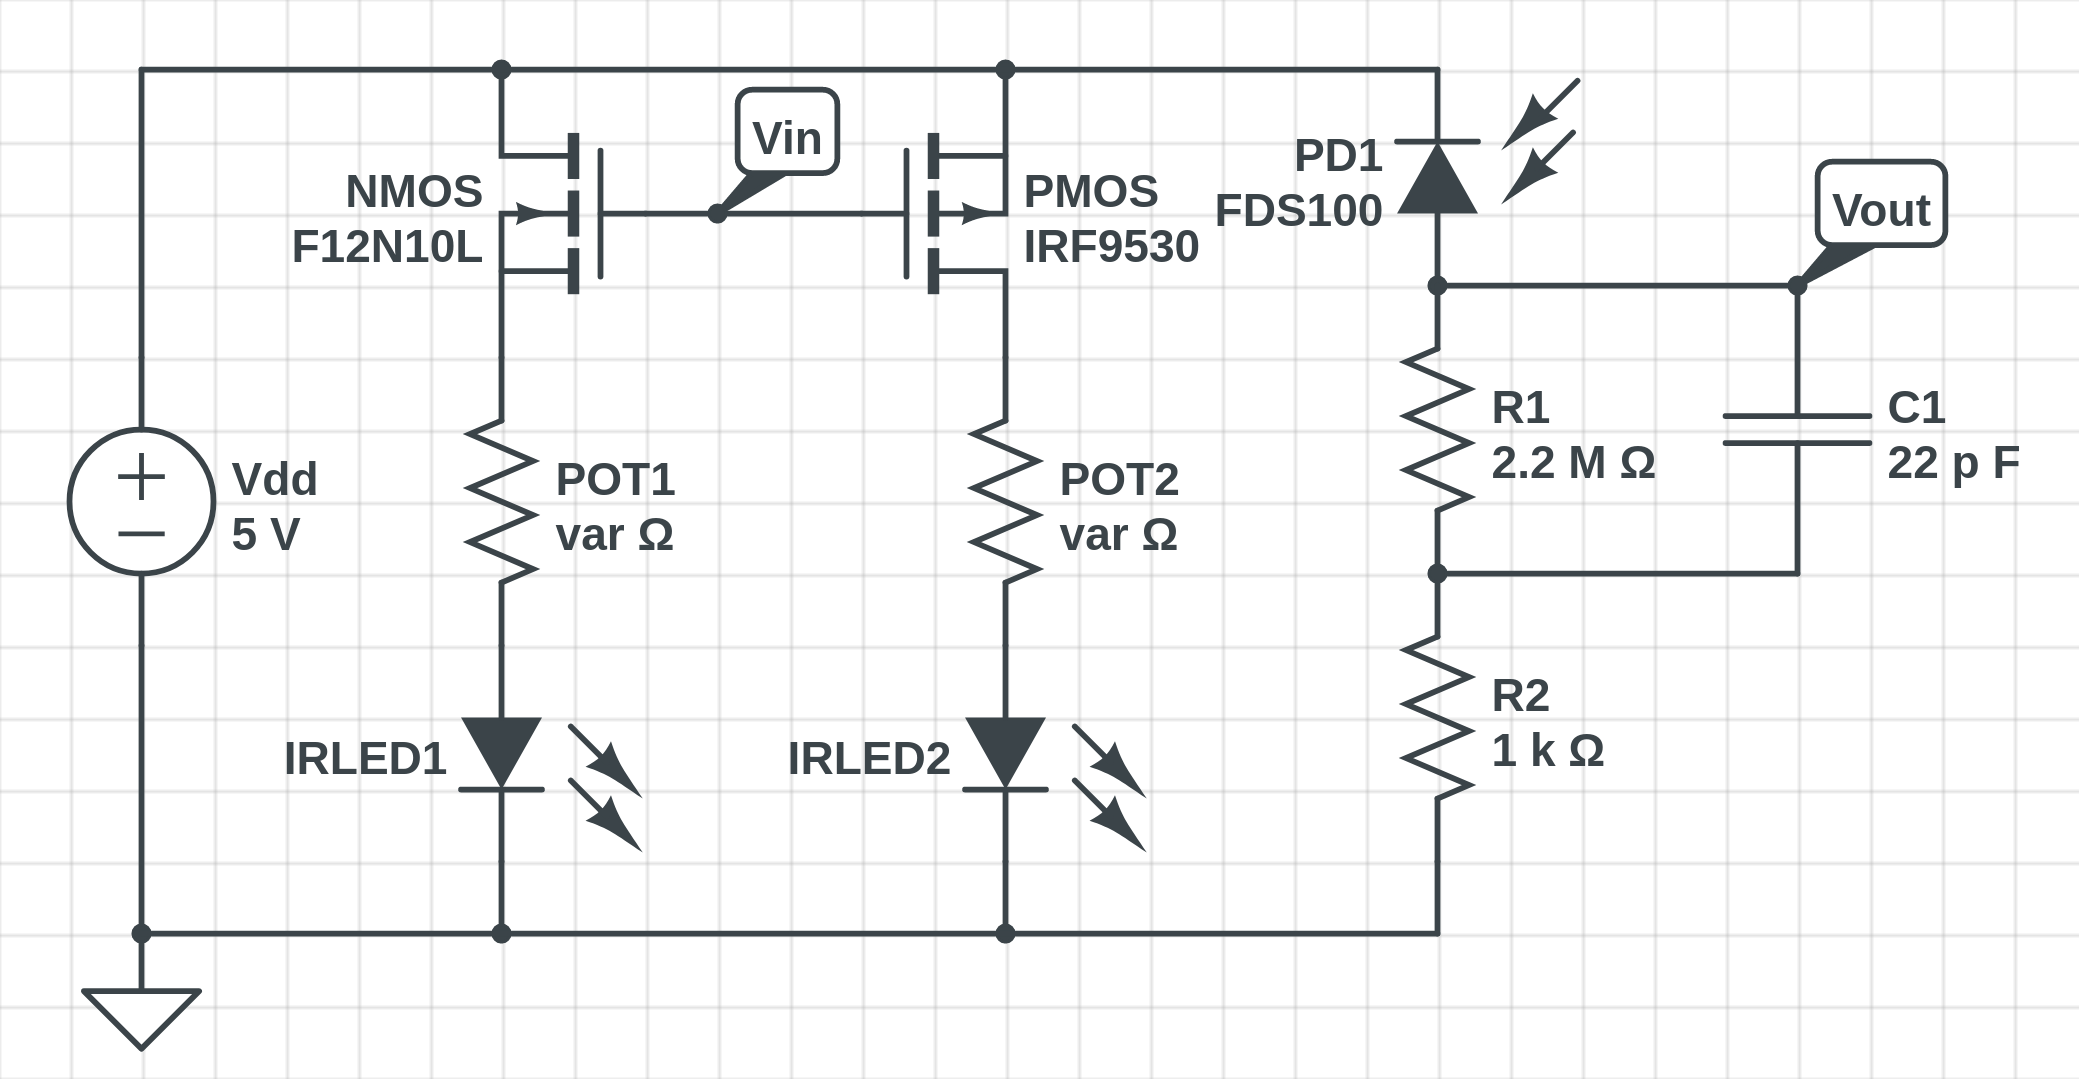 Vin
NMOS
F12N10L
PMOS
IRF9530
PD1
FDS100
Vout
Vdd
5 V
POT1
var Ω
POT2
var Ω
R1
2.2 M Ω
C1
22 p F
IRLED1
IRLED2
R2
1 k Ω